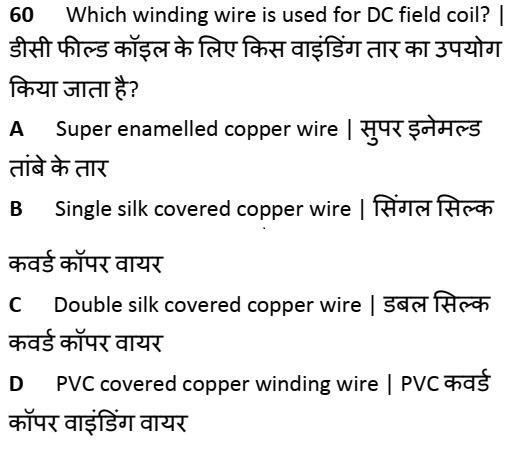 60 Which winding wire is used for DC field coil? |
डीसी फील्ड कॉइल के लिए किस वाइंडिंग तार का उपयोग
किया जाता है?
A Super enamelled copper wire | सुपर इनेमल्ड
तांबे के तार
B Single silk covered copper wire | सिंगल सिल्क
कवर्ड कॉपर वायर
C Double silk covered copper wire | डबल सिल्क
कवर्ड कॉपर वायर
D PVC covered copper winding wire | PVC कवर्ड
कॉपर वाइंडिंग वायर